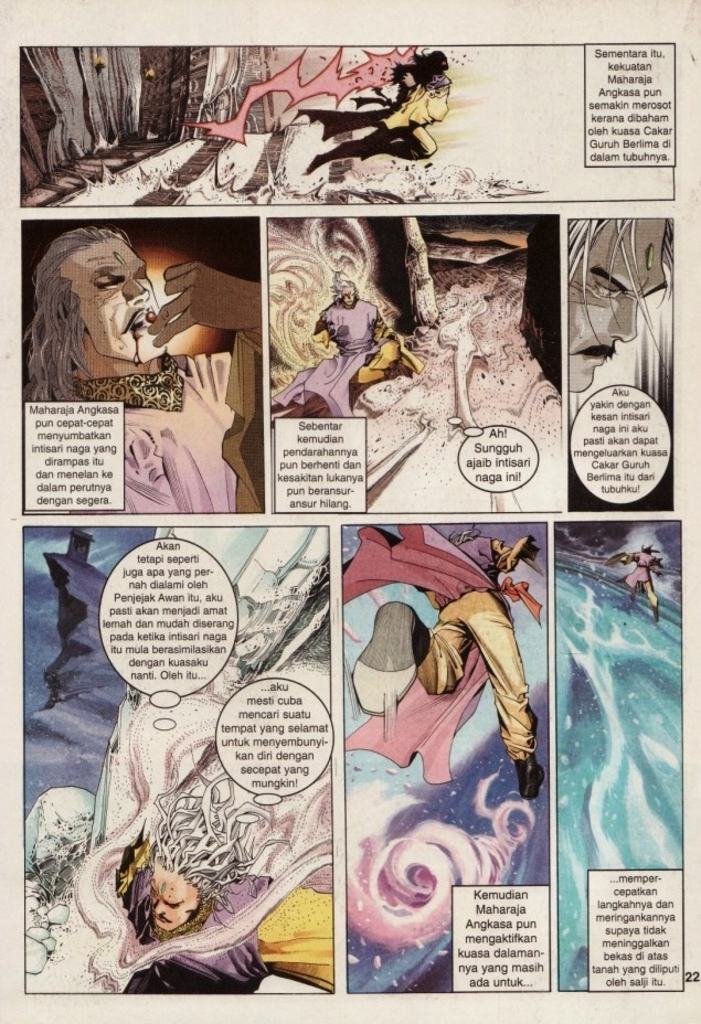 Sementara itu,
kekuatan
Maharaja
Angkasa pun
semakin merosot
kerana dibaham
oleh kuasa Cakar
Guruh Berlima di
dalam tubuhnya.
Maharaja Angkasa
pun cepat-cepat
menyumbatkan
intisari naga yang
dirampas itu
dan menelan ke
dalam perutnya
dengan segera.
Sebentar
kemudian
pendarahannya
pun berhenti dan
kesakitan lukanya
pun beransur-
ansur hilang.
Ah!
Sungguh
ajaib intisari
naga ini!
Aku
yakin dengan
kesan intisari
naga ini aku
pasti akan dapat
mengeluarkan kuasa
Cakar Guruh
Berlima itu dari
tubuhku!
Akan
tetapi seperti
juga apa yang per-
nah dialami oleh
Penjejak Awan itu, aku
pasti akan menjadi amat
lemah dan mudah diserang
pada ketika intisari naga
itu mula berasimilasikan
dengan kuasaku
nanti. Oleh itu...
...aku
mesti cuba
mencari suatu
tempat yang selamat
untuk menyembunyi-
kan diri dengan
secepat yang
mungkin!
Kemudian
Maharaja
Angkasa pun
mengaktifkan
kuasa dalaman-
nya yang masih
ada untuk...
...memper-
cepatkan
langkahnya dan
meringankannya
supaya tidak
meninggalkan
bekas di atas
tanah yang diliputi
oleh salji itu.
22